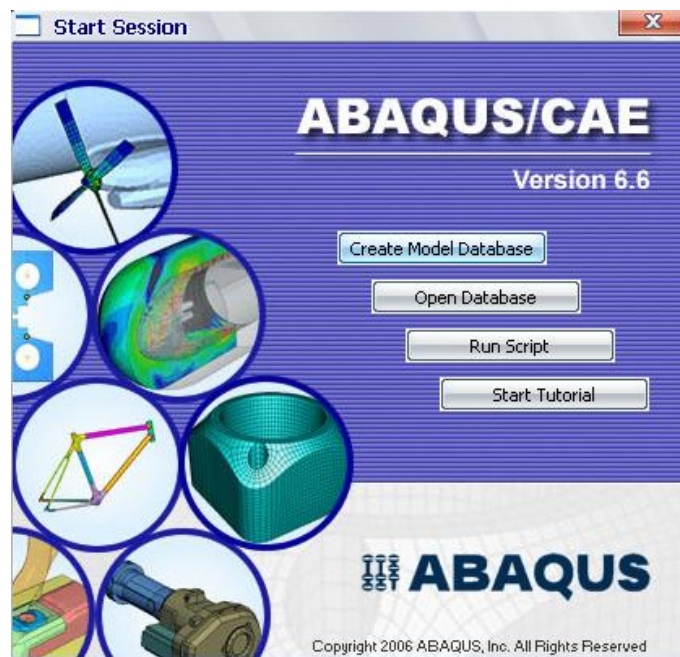 Start Session
ABAQUS/CAE
Version 6.6
Create Model Database
Open Database
Run Script
Start Tutorial
ABAQUS
Copyright 2006 ABAQUS, Inc. All Rights Reserved